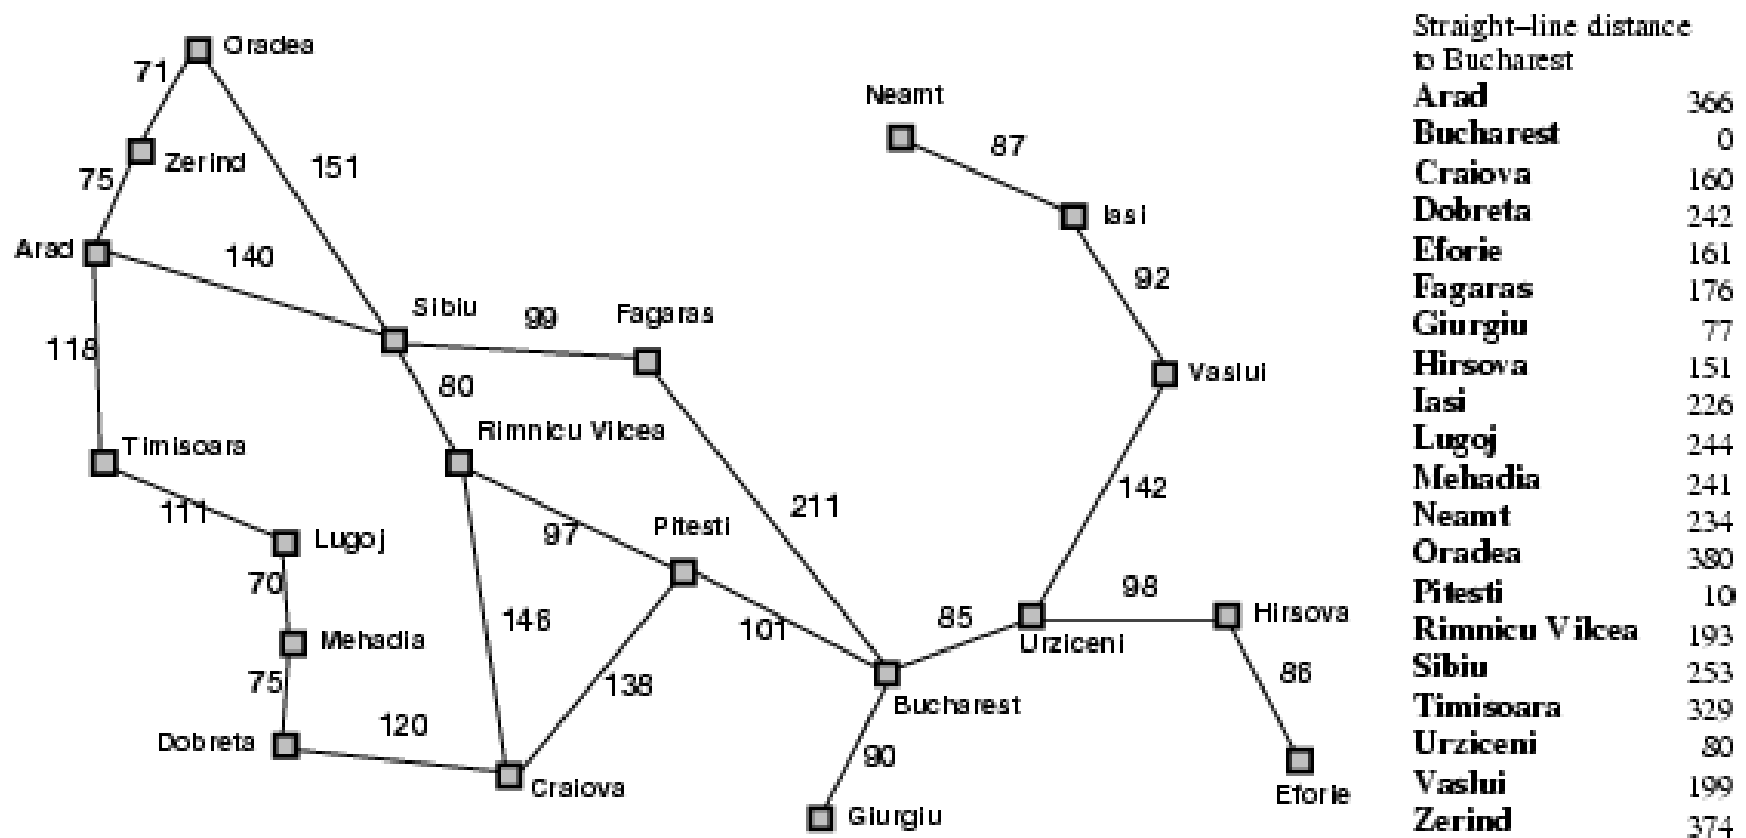 Oradea
71
Neamt
87
Zerind
151
75
Iasi
Arad
140
92
Sibiu
99
Fagaras
118
80
Vaslui
Timisoara
Rimnicu Vilcea
142
111
211
97
Pitesti
Lugoj
70
98
146
85
Hirsova
Mehadia
101
Urziceni
75
138
86
Bucharest
120
Dobreta
90
Craiova
Eforie
Giurgiu
Straight–line distance
to Bucharest
Arad 366
Bucharest 0
Craiova 160
Dobreta 242
Eforie 161
Fagaras 176
Giurgiu 77
Hirsova 151
Iasi 226
Lugoj 244
Mehadia 241
Neamt 234
Oradea 380
Pitesti 10
Rimnicu Vilcea 193
Sibiu 253
Timisoara 329
Urziceni 80
Vaslui 199
Zerind 374